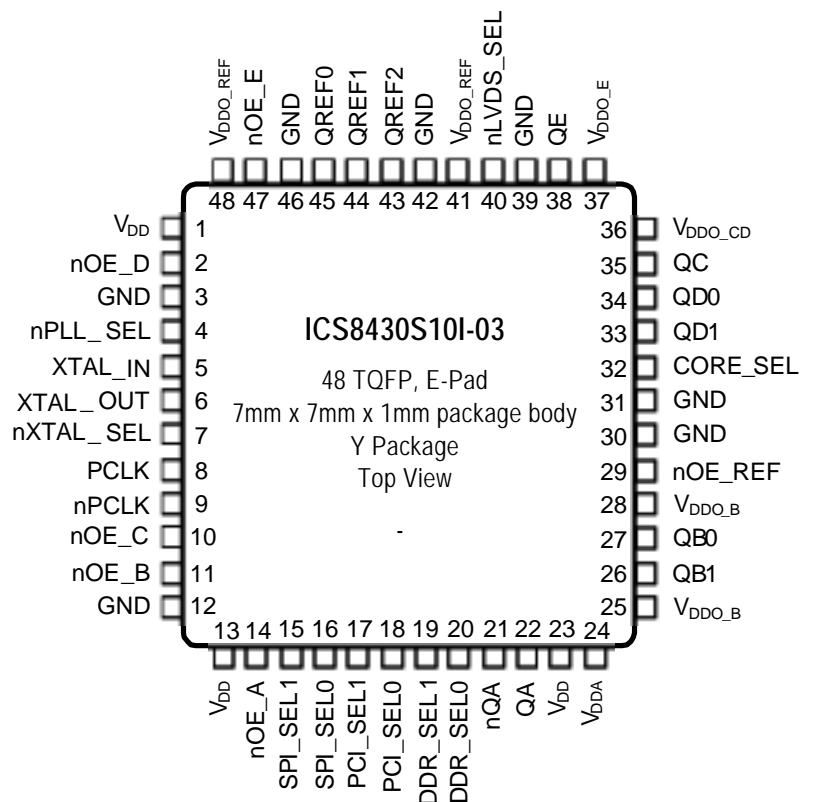 VDDO_REF
nOE_E
GND
QREF0
QREF1
QREF2
GND
VDDO_REF
nLVDS_SEL
GND
QE
VDDO_E
48 47 46 45 44 43 42 41 40 39 38 37
VDD 1
nOE_D 2
GND 3
nPLL_SEL 4
XTAL_IN 5
XTAL_OUT 6
nXTAL_SEL 7
PCLK 8
nPCLK 9
nOE_C 10
nOE_B 11
GND 12
ICS8430S10I-03
48 TQFP, E-Pad
7mm x 7mm x 1mm package body
Y Package
Top View
-
36 VDDO_CD
35 QC
34 QD0
33 QD1
32 CORE_SEL
31 GND
30 GND
29 nOE_REF
28 VDDO_B
27 QB0
26 QB1
25 VDDO_B
13 14 15 16 17 18 19 20 21 22 23 24
VDD
nOE_A
SPI_SEL1
SPI_SEL0
PCI_SEL1
PCI_SEL0
DDR_SEL1
DDR_SEL0
nQA
QA
VDD
VDDA